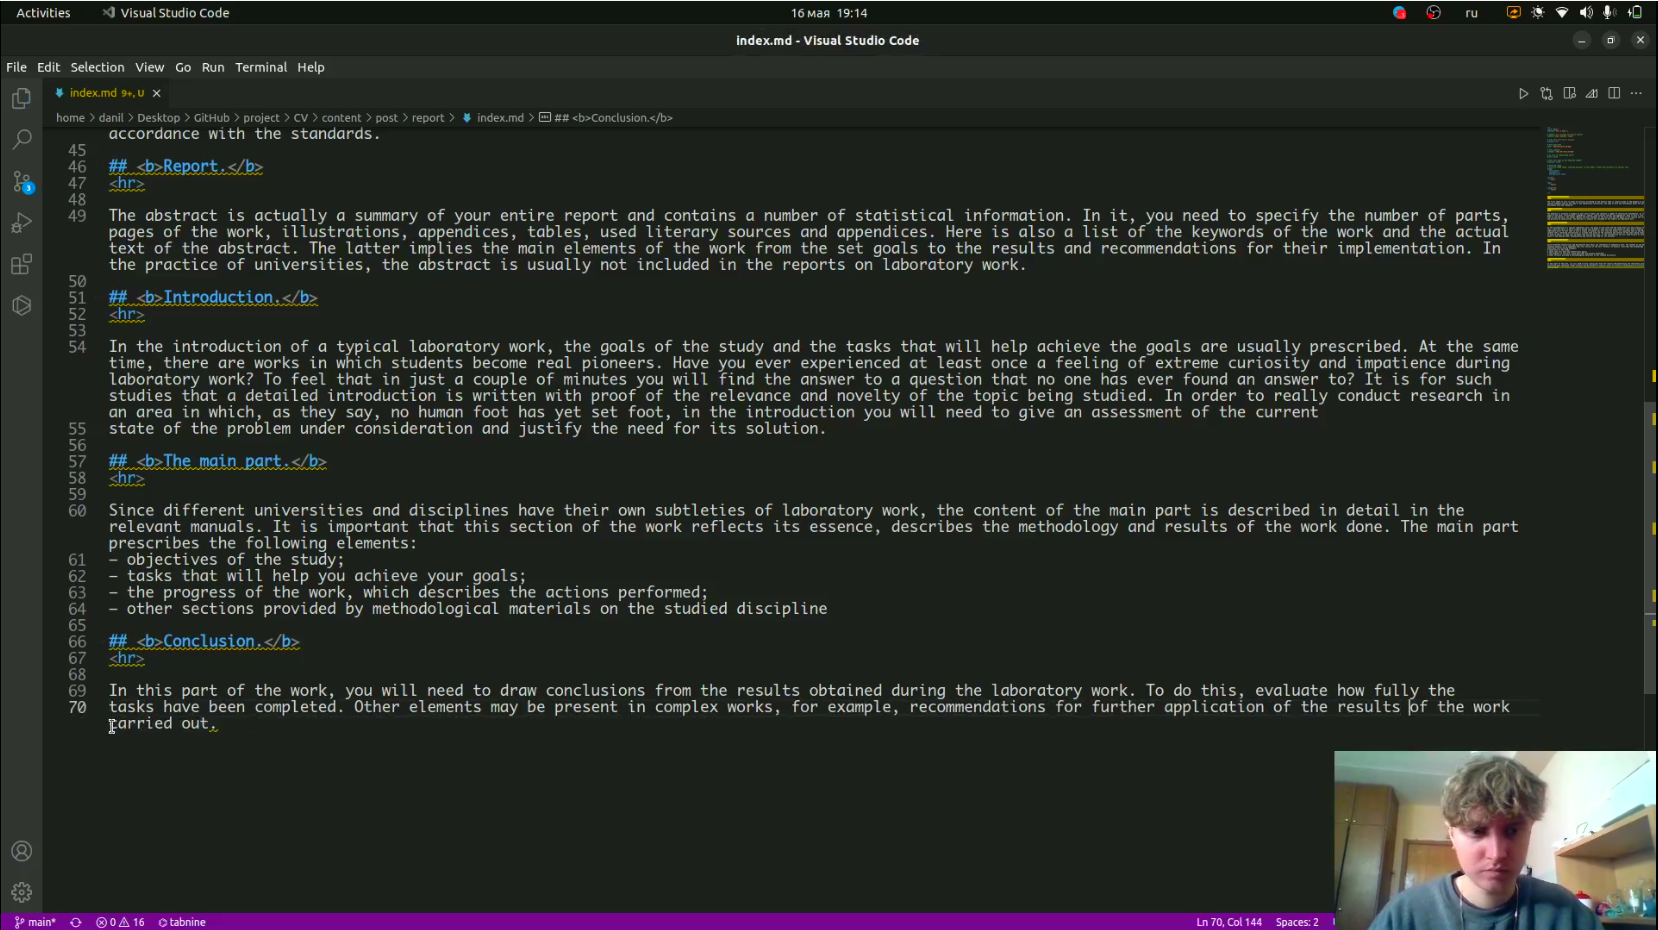 Activities Visual Studio Code 16 мая 19:14 ru
index.md - Visual Studio Code
File Edit Selection View Go Run Terminal Help
index.md 9+, U
home > danil > Desktop > GitHub > project > CV > content > post > report > index.md > ## <b>Conclusion.</b>
accordance with the standards.
45
46 ## <b>Report.</b>
47 <hr>
48
49 The abstract is actually a summary of your entire report and contains a number of statistical information. In it, you need to specify the number of parts,
pages of the work, illustrations, appendices, tables, used literary sources and appendices. Here is also a list of the keywords of the work and the actual
text of the abstract. The latter implies the main elements of the work from the set goals to the results and recommendations for their implementation. In
the practice of universities, the abstract is usually not included in the reports on laboratory work.
50
51 ## <b>Introduction.</b>
52 <hr>
53
54 In the introduction of a typical laboratory work, the goals of the study and the tasks that will help achieve the goals are usually prescribed. At the same
time, there are works in which students become real pioneers. Have you ever experienced at least once a feeling of extreme curiosity and impatience during
laboratory work? To feel that in just a couple of minutes you will find the answer to a question that no one has ever found an answer to? It is for such
studies that a detailed introduction is written with proof of the relevance and novelty of the topic being studied. In order to really conduct research in
an area in which, as they say, no human foot has yet set foot, in the introduction you will need to give an assessment of the current
55 state of the problem under consideration and justify the need for its solution.
56
57 ## <b>The main part.</b>
58 <hr>
59
60 Since different universities and disciplines have their own subtleties of laboratory work, the content of the main part is described in detail in the
relevant manuals. It is important that this section of the work reflects its essence, describes the methodology and results of the work done. The main part
prescribes the following elements:
61 – objectives of the study;
62 – tasks that will help you achieve your goals;
63 – the progress of the work, which describes the actions performed;
64 – other sections provided by methodological materials on the studied discipline
65
66 ## <b>Conclusion.</b>
67 <hr>
68
69 In this part of the work, you will need to draw conclusions from the results obtained during the laboratory work. To do this, evaluate how fully the
70 tasks have been completed. Other elements may be present in complex works, for example, recommendations for further application of the results of the work
carried out.
main* 0 16 tabnine Ln 70, Col 144 Spaces: 2